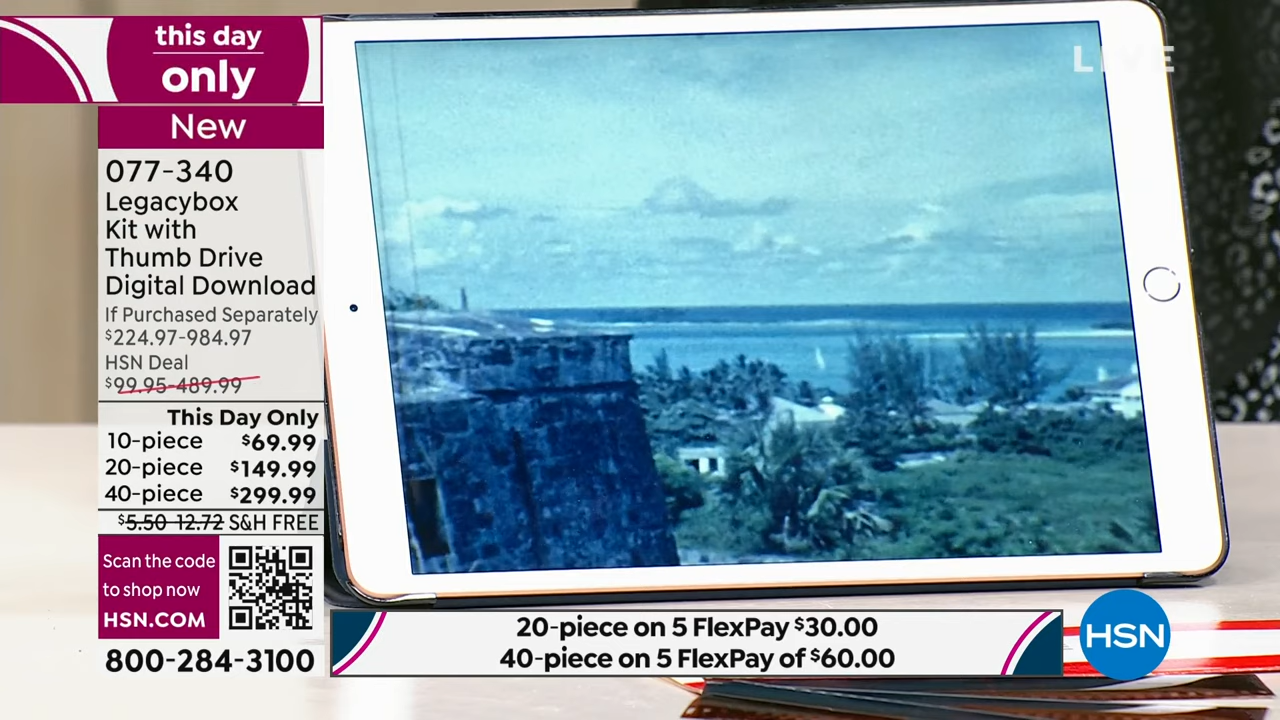 this day
only
New
077-340
Legacybox
Kit with
Thumb Drive
Digital Download
If Purchased Separately
$224.97-984.97
HSN Deal
$99.95-489.99
This Day Only
10-piece $69.99
20-piece $149.99
40-piece $299.99
$5.50-12.72 S&H FREE
Scan the code
to shop now
HSN.COM
800-284-3100
LIVE
20-piece on 5 FlexPay $30.00
40-piece on 5 FlexPay of $60.00
HSN